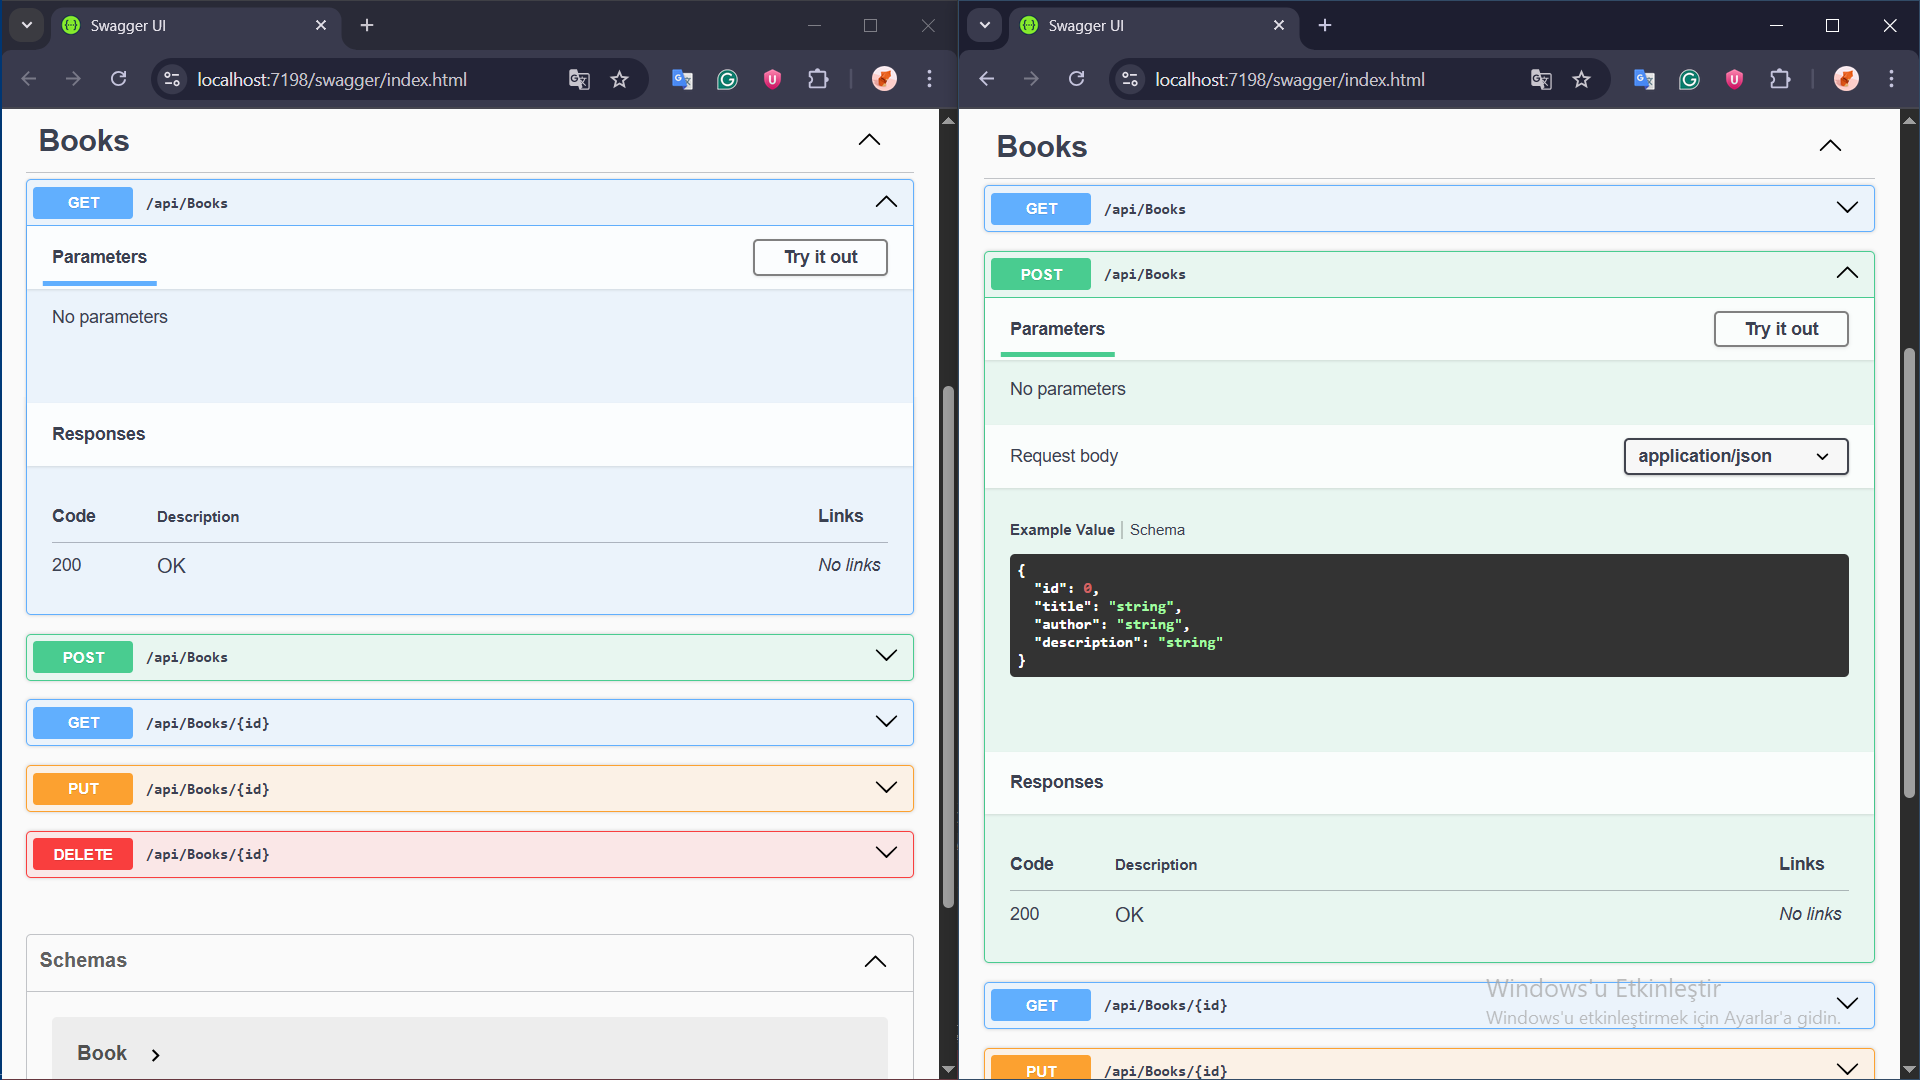 Swagger UI
localhost:7198/swagger/index.html
Books
GET /api/Books
Parameters
Try it out
No parameters
Responses
Code Description Links
200 OK No links
POST /api/Books
GET /api/Books/{id}
PUT /api/Books/{id}
DELETE /api/Books/{id}
Schemas
Book
Swagger UI
localhost:7198/swagger/index.html
Books
GET /api/Books
POST /api/Books
Parameters
Try it out
No parameters
Request body
application/json
Example Value | Schema
{
"id": 0,
"title": "string",
"author": "string",
"description": "string"
}
Responses
Code Description Links
200 OK No links
GET /api/Books/{id}
PUT /api/Books/{id}
Windows'u Etkinleştir
Windows'u etkinleştirmek için Ayarlar'a gidin.